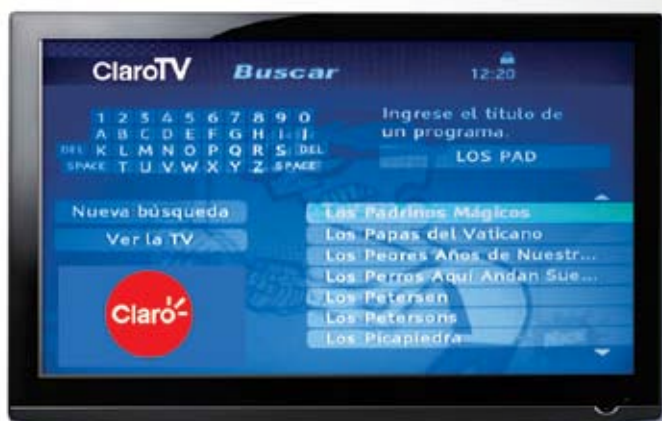 ClaroTV Buscar 12:20
1 2 3 4 5 6 7 8 9 0
A B C D E F G H I J
DEL K L M N O P Q R S DEL
SPACE T U V W X Y Z SPACE
Ingrese el título de
un programa.
LOS PAD
Nueva búsqueda
Ver la TV
Claro
Los Padrinos Mágicos
Los Papas del Vaticano
Los Peores Años de Nuestr...
Los Perros Aquí Andan Sue...
Los Petersen
Los Petersons
Los Picapiedra